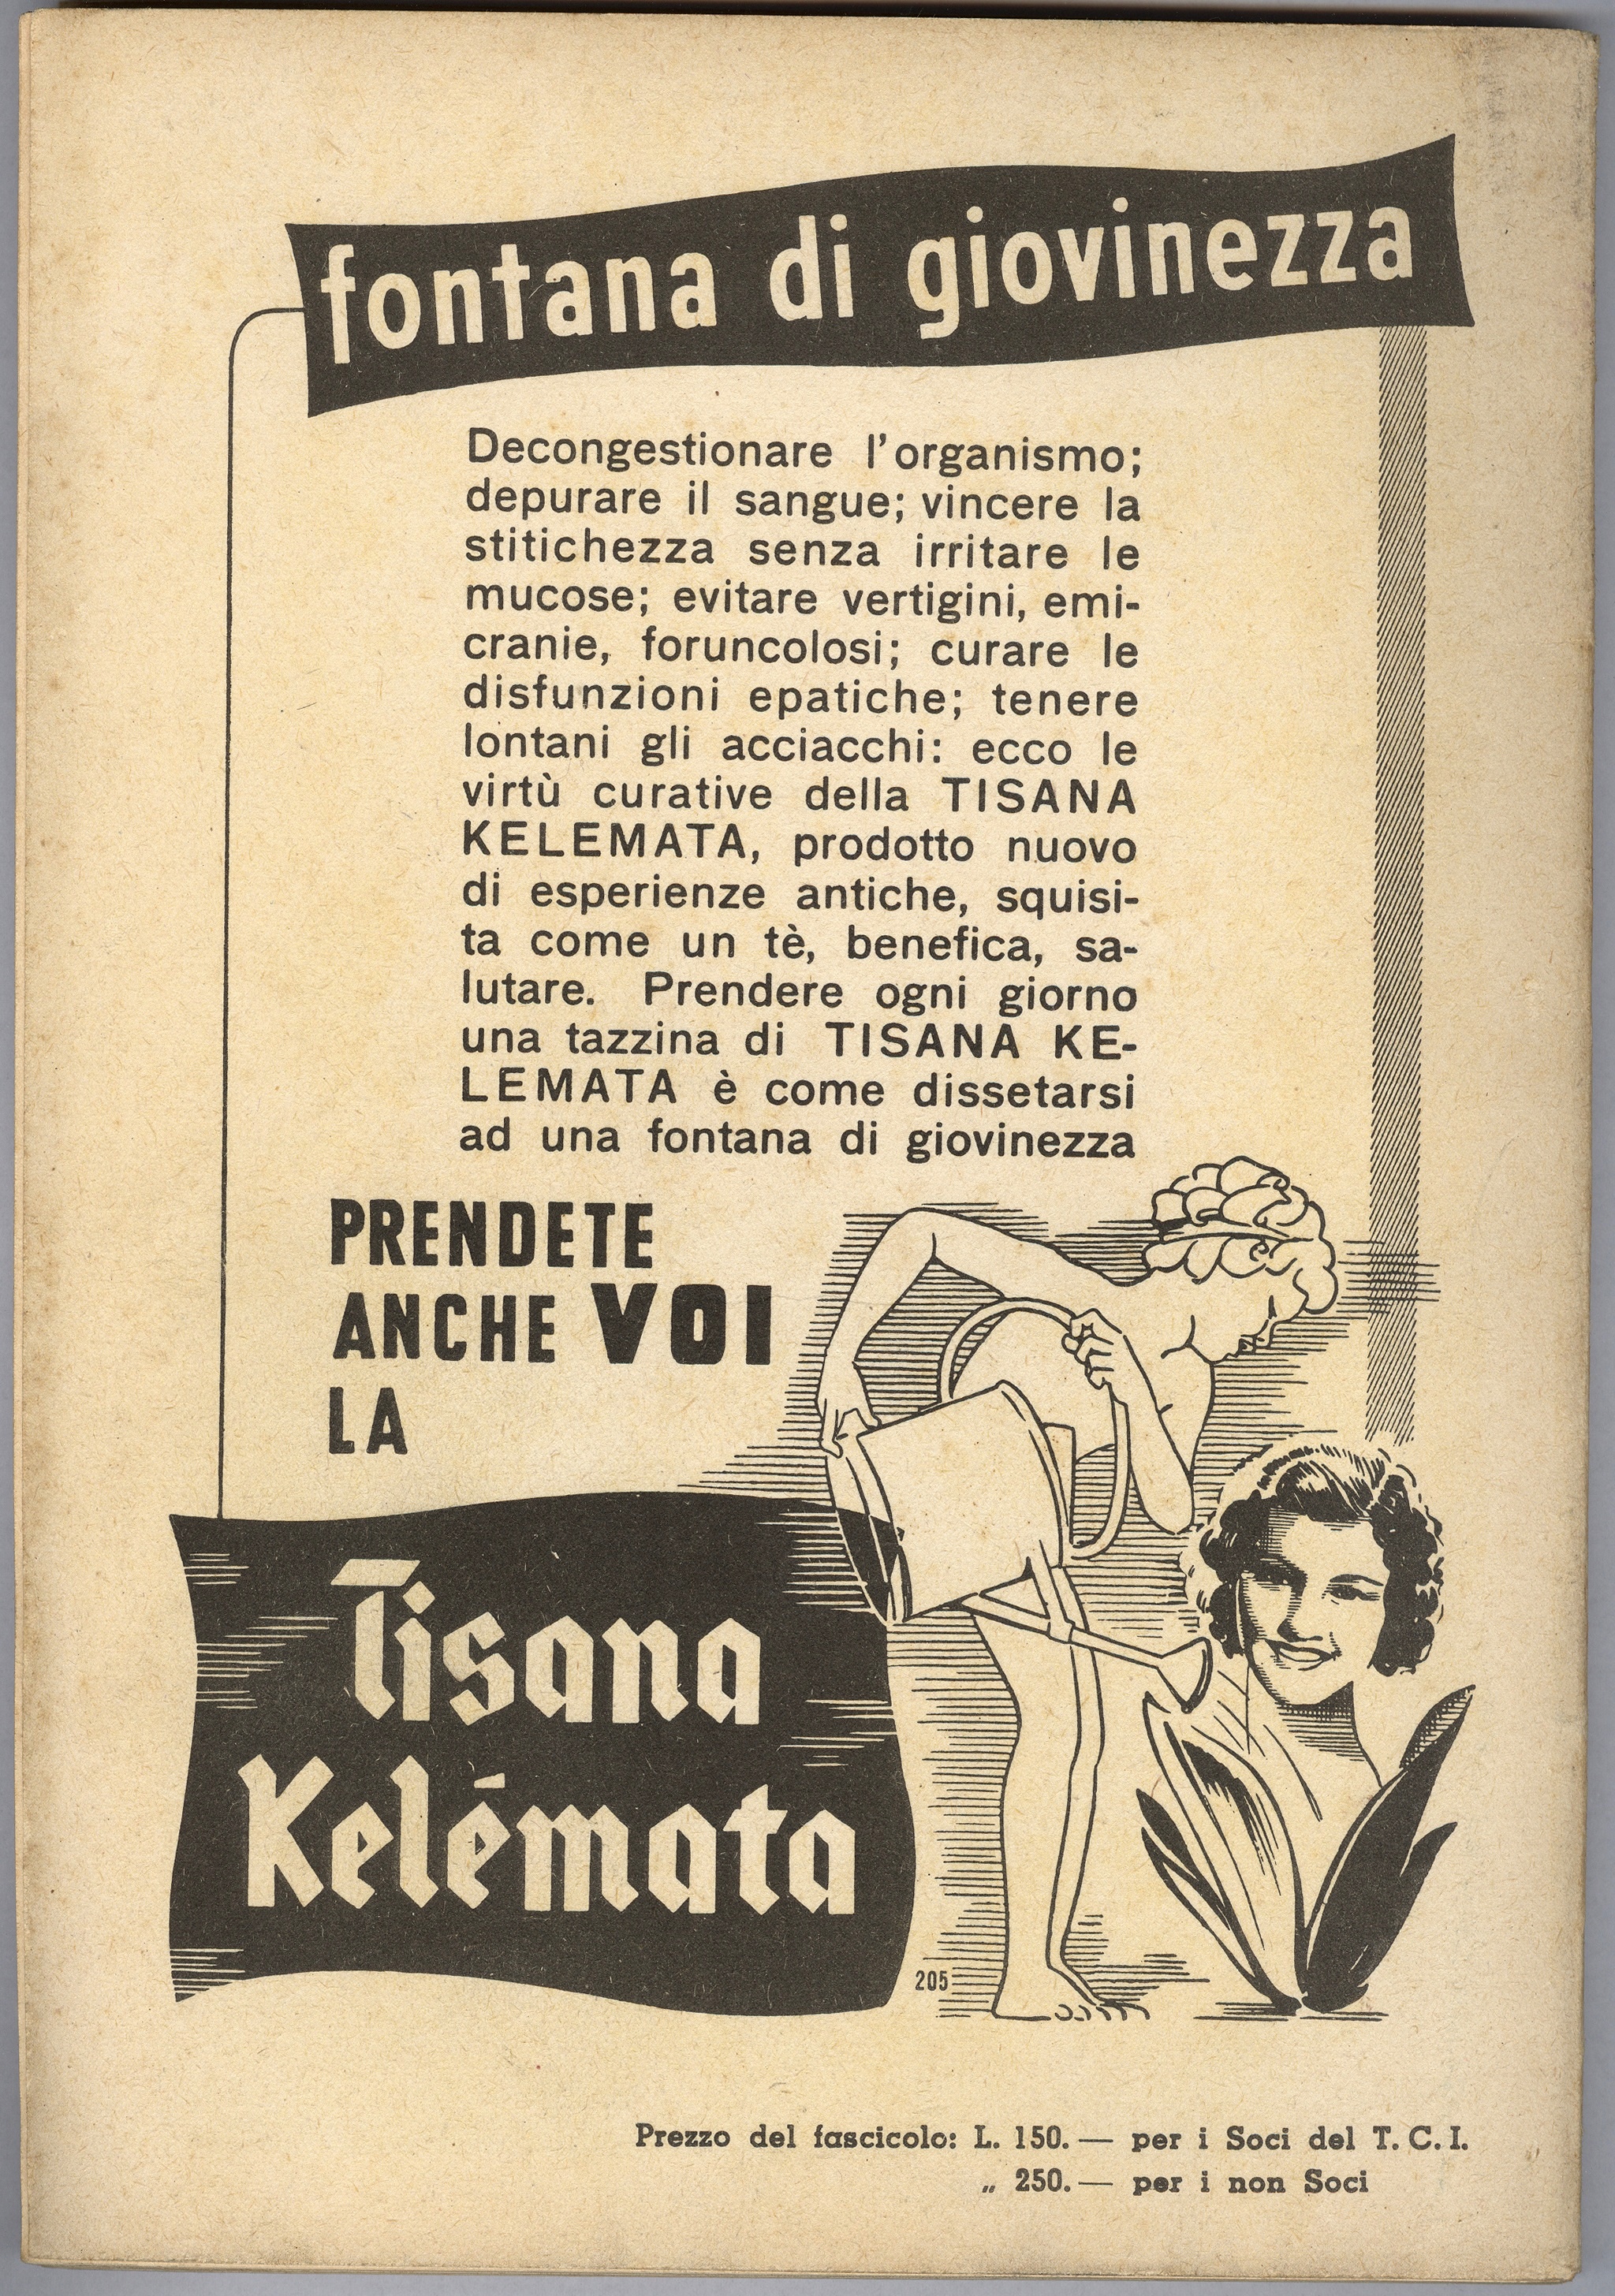 fontana di giovinezza
Decongestionare l'organismo;
depurare il sangue; vincere la
stitichezza senza irritare le
mucose; evitare vertigini, emi-
cranie, foruncolosi; curare le
disfunzioni epatiche; tenere
lontani gli acciacchi: ecco le
virtù curative della TISANA
KELEMATA, prodotto nuovo
di esperienze antiche, squisi-
ta come un tè, benefica, sa-
lutare. Prendere ogni giorno
una tazzina di TISANA KE-
LEMATA è come dissetarsi
ad una fontana di giovinezza
PRENDETE
ANCHE VOI
LA
Tisana
Kelémata
205
Prezzo del fascicolo: L. 150.— per i Soci del T. C. I.
„ 250.— per i non Soci